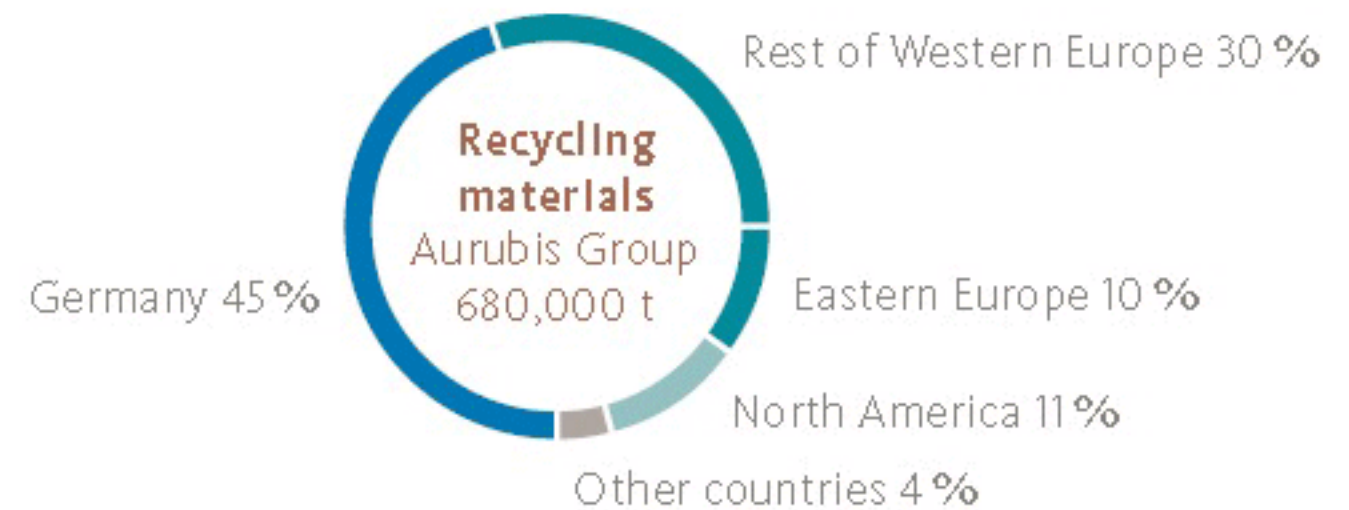 Rest of Western Europe 30 %
Recycling
materials
Aurubis Group
680,000 t
Germany 45 %
Eastern Europe 10 %
North America 11 %
Other countries 4 %